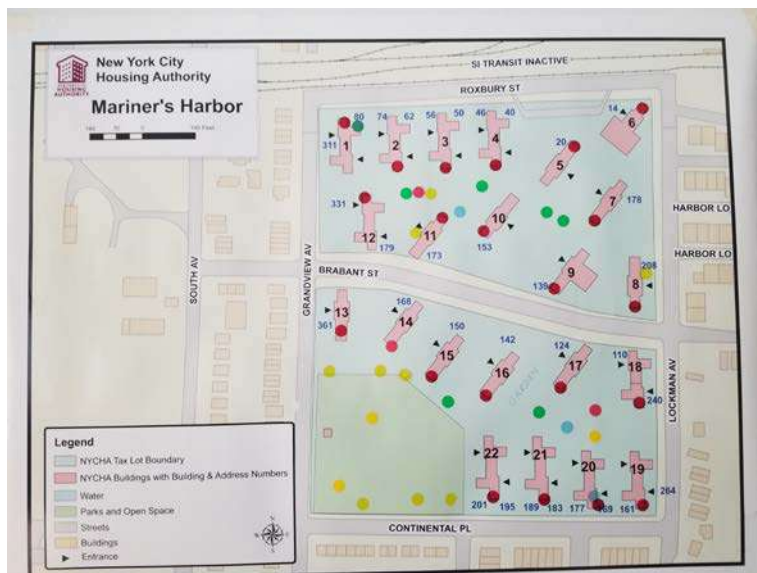 New York City
Housing Authority
Mariner's Harbor
SI TRANSIT INACTIVE
ROXBURY ST
SOUTH AV
GRANDVIEW AV
BRABANT ST
LOCKMAN AV
HARBOR LO
HARBOR LO
CONTINENTAL PL
80 74 62 56 50 46 40 14
311 1 2 3 4 20 5 6
331 12 179 11 173 10 153 7 178
9 139 8 208
13 361 168 14 150 15 142 16 124 17 110 18 240
GARDEN
22 21 20 19 264
201 195 189 183 177 169 161
Legend
NYCHA Tax Lot Boundary
NYCHA Buildings with Building & Address Numbers
Water
Parks and Open Space
Streets
Buildings
Entrance